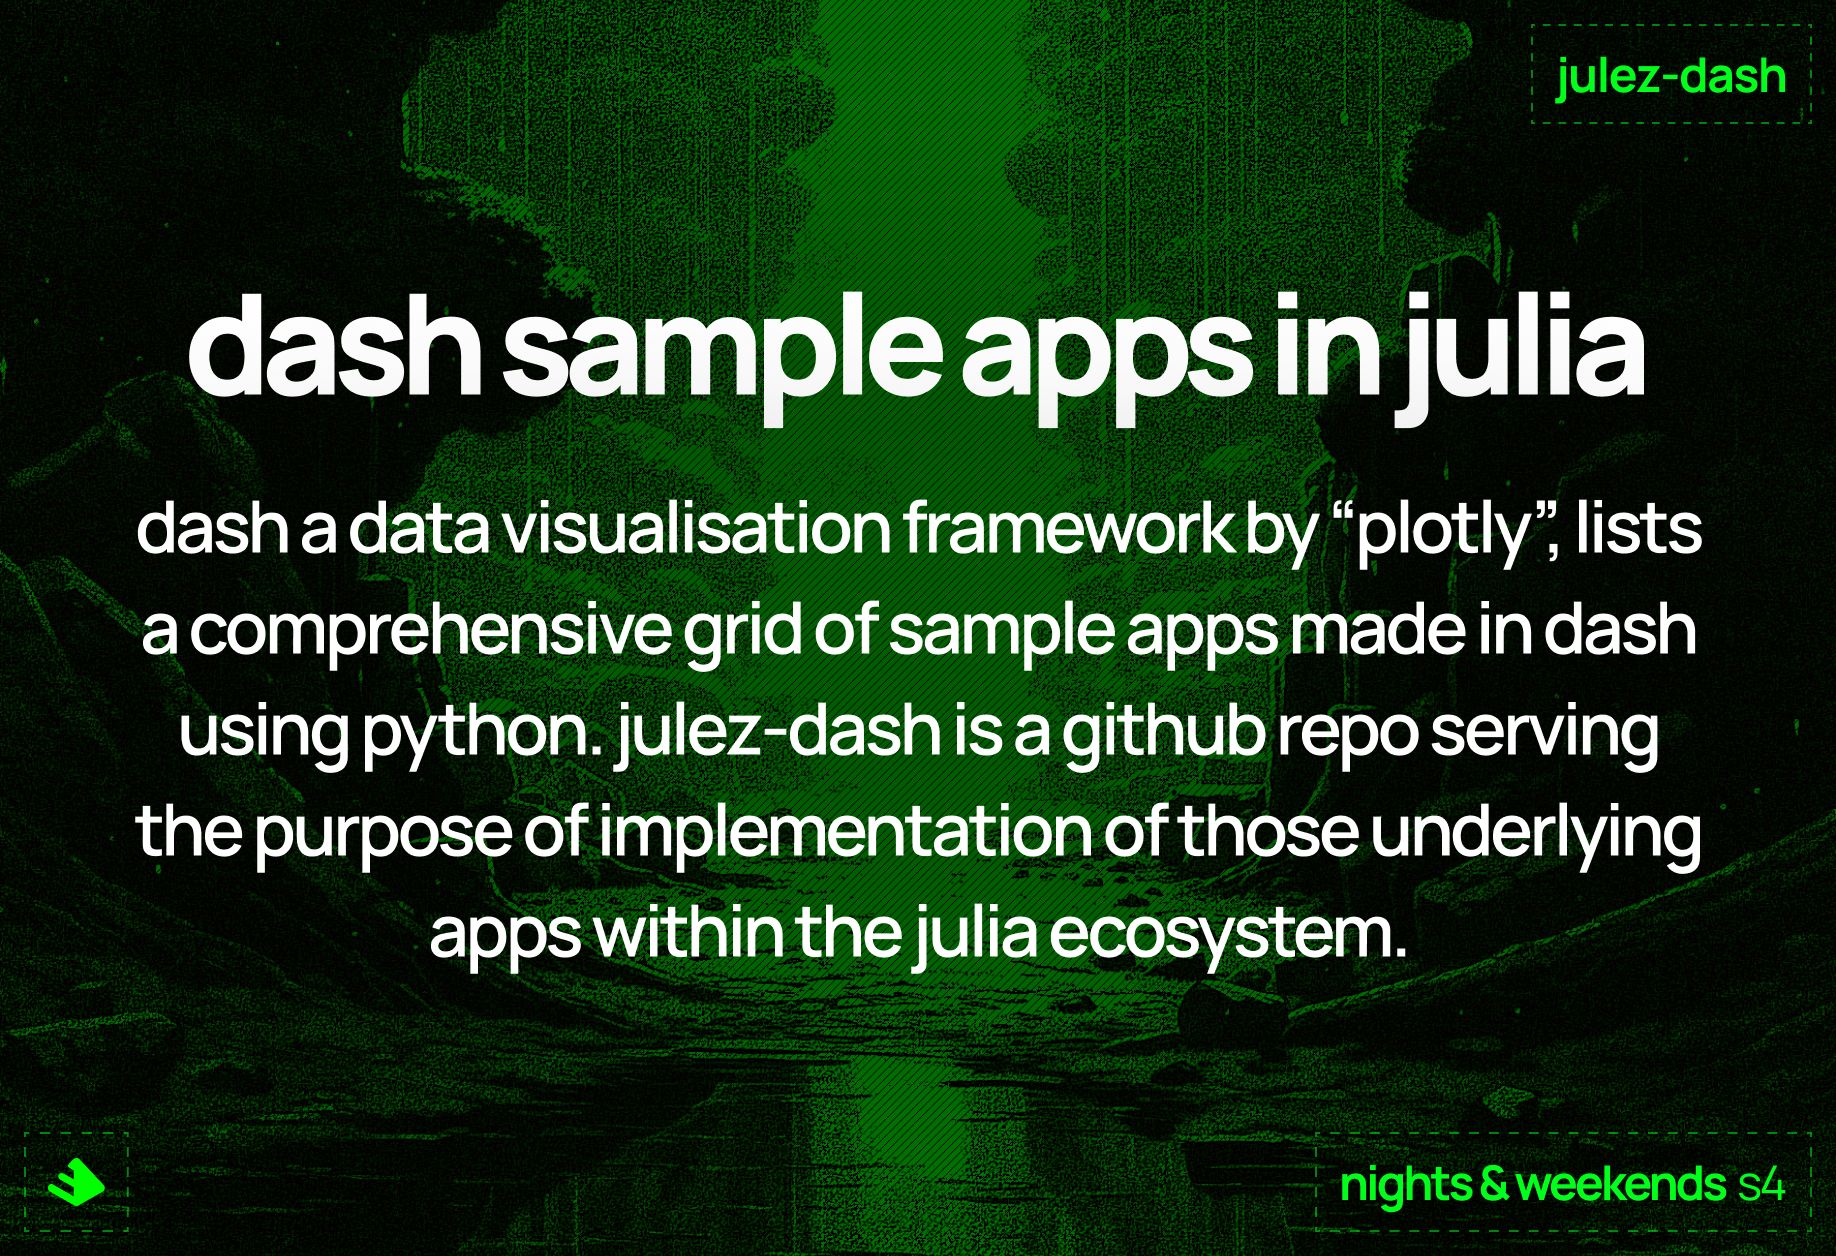 julez-dash
dash sample apps in julia
dash a data visualisation framework by “plotly”, lists
a comprehensive grid of sample apps made in dash
using python. julez-dash is a github repo serving
the purpose of implementation of those underlying
apps within the julia ecosystem.
nights & weekends s4